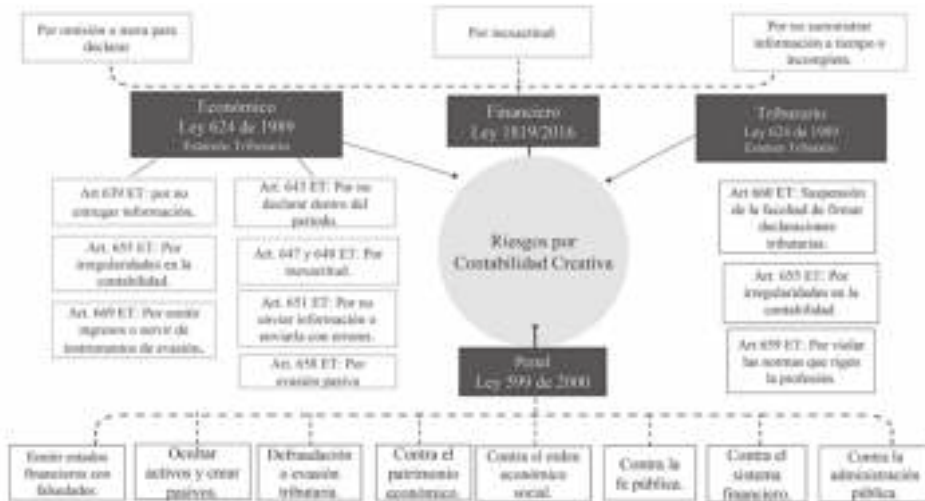 Por omisión o mora para
declarar
Por inexactitud
Por no suministrar
información a tiempo o
incompleta.
Económico
Ley 624 de 1989
Estatuto Tributario
Financiero
Ley 1819/2016
Tributario
Ley 624 de 1989
Estatuto Tributario
Art 639 ET: por no
entregar información.
Art. 655 ET: Por
irregularidades en la
contabilidad.
Art. 669 ET: Por omitir
ingresos o servir de
instrumentos de evasión.
Art. 643 ET: Por no
declarar dentro del
periodo.
Art. 647 y 648 ET: Por
inexactitud.
Art. 651 ET: Por no
enviar información o
enviarla con errores.
Art. 658 ET: Por
evasión pasiva
Riesgos por
Contabilidad Creativa
Art 660 ET: Suspensión
de la facultad de firmar
declaraciones
tributarias.
Art. 655 ET: Por
irregularidades en la
contabilidad
Art 659 ET: Por violar
las normas que rigen
la profesión.
Penal
Ley 599 de 2000
Emitir estados
financieros con
falsedades.
Ocultar
activos y crear
pasivos.
Defraudación
o evasión
tributaria.
Contra el
patrimonio
económico.
Contra el orden
económico
social.
Contra la
fe pública.
Contra el
sistema
financiero.
Contra la
administración
pública.